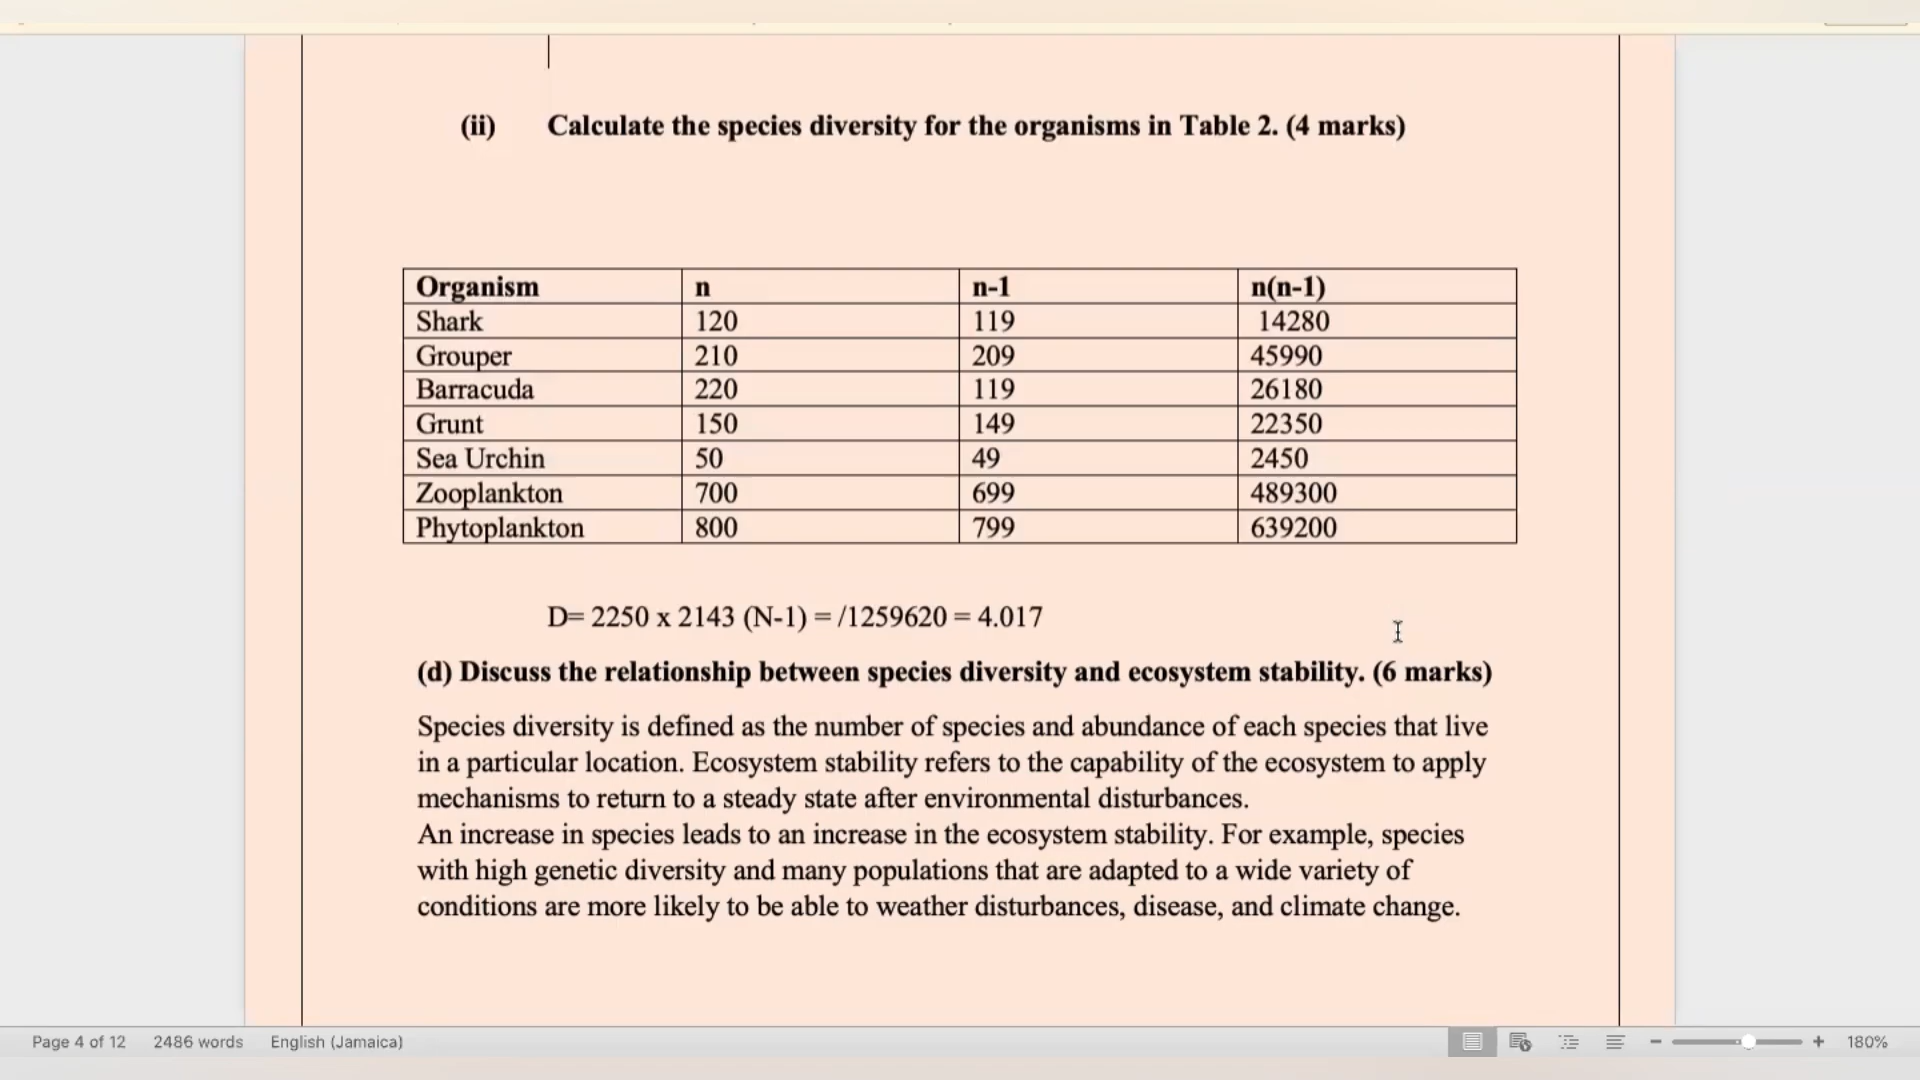 (ii) Calculate the species diversity for the organisms in Table 2. (4 marks)
Organism n n-1 n(n-1)
Shark 120 119 14280
Grouper 210 209 45990
Barracuda 220 119 26180
Grunt 150 149 22350
Sea Urchin 50 49 2450
Zooplankton 700 699 489300
Phytoplankton 800 799 639200
D= 2250 x 2143 (N-1) = /1259620 = 4.017
(d) Discuss the relationship between species diversity and ecosystem stability. (6 marks)
Species diversity is defined as the number of species and abundance of each species that live
in a particular location. Ecosystem stability refers to the capability of the ecosystem to apply
mechanisms to return to a steady state after environmental disturbances.
An increase in species leads to an increase in the ecosystem stability. For example, species
with high genetic diversity and many populations that are adapted to a wide variety of
conditions are more likely to be able to weather disturbances, disease, and climate change.
Page 4 of 12 2486 words English (Jamaica) 180%